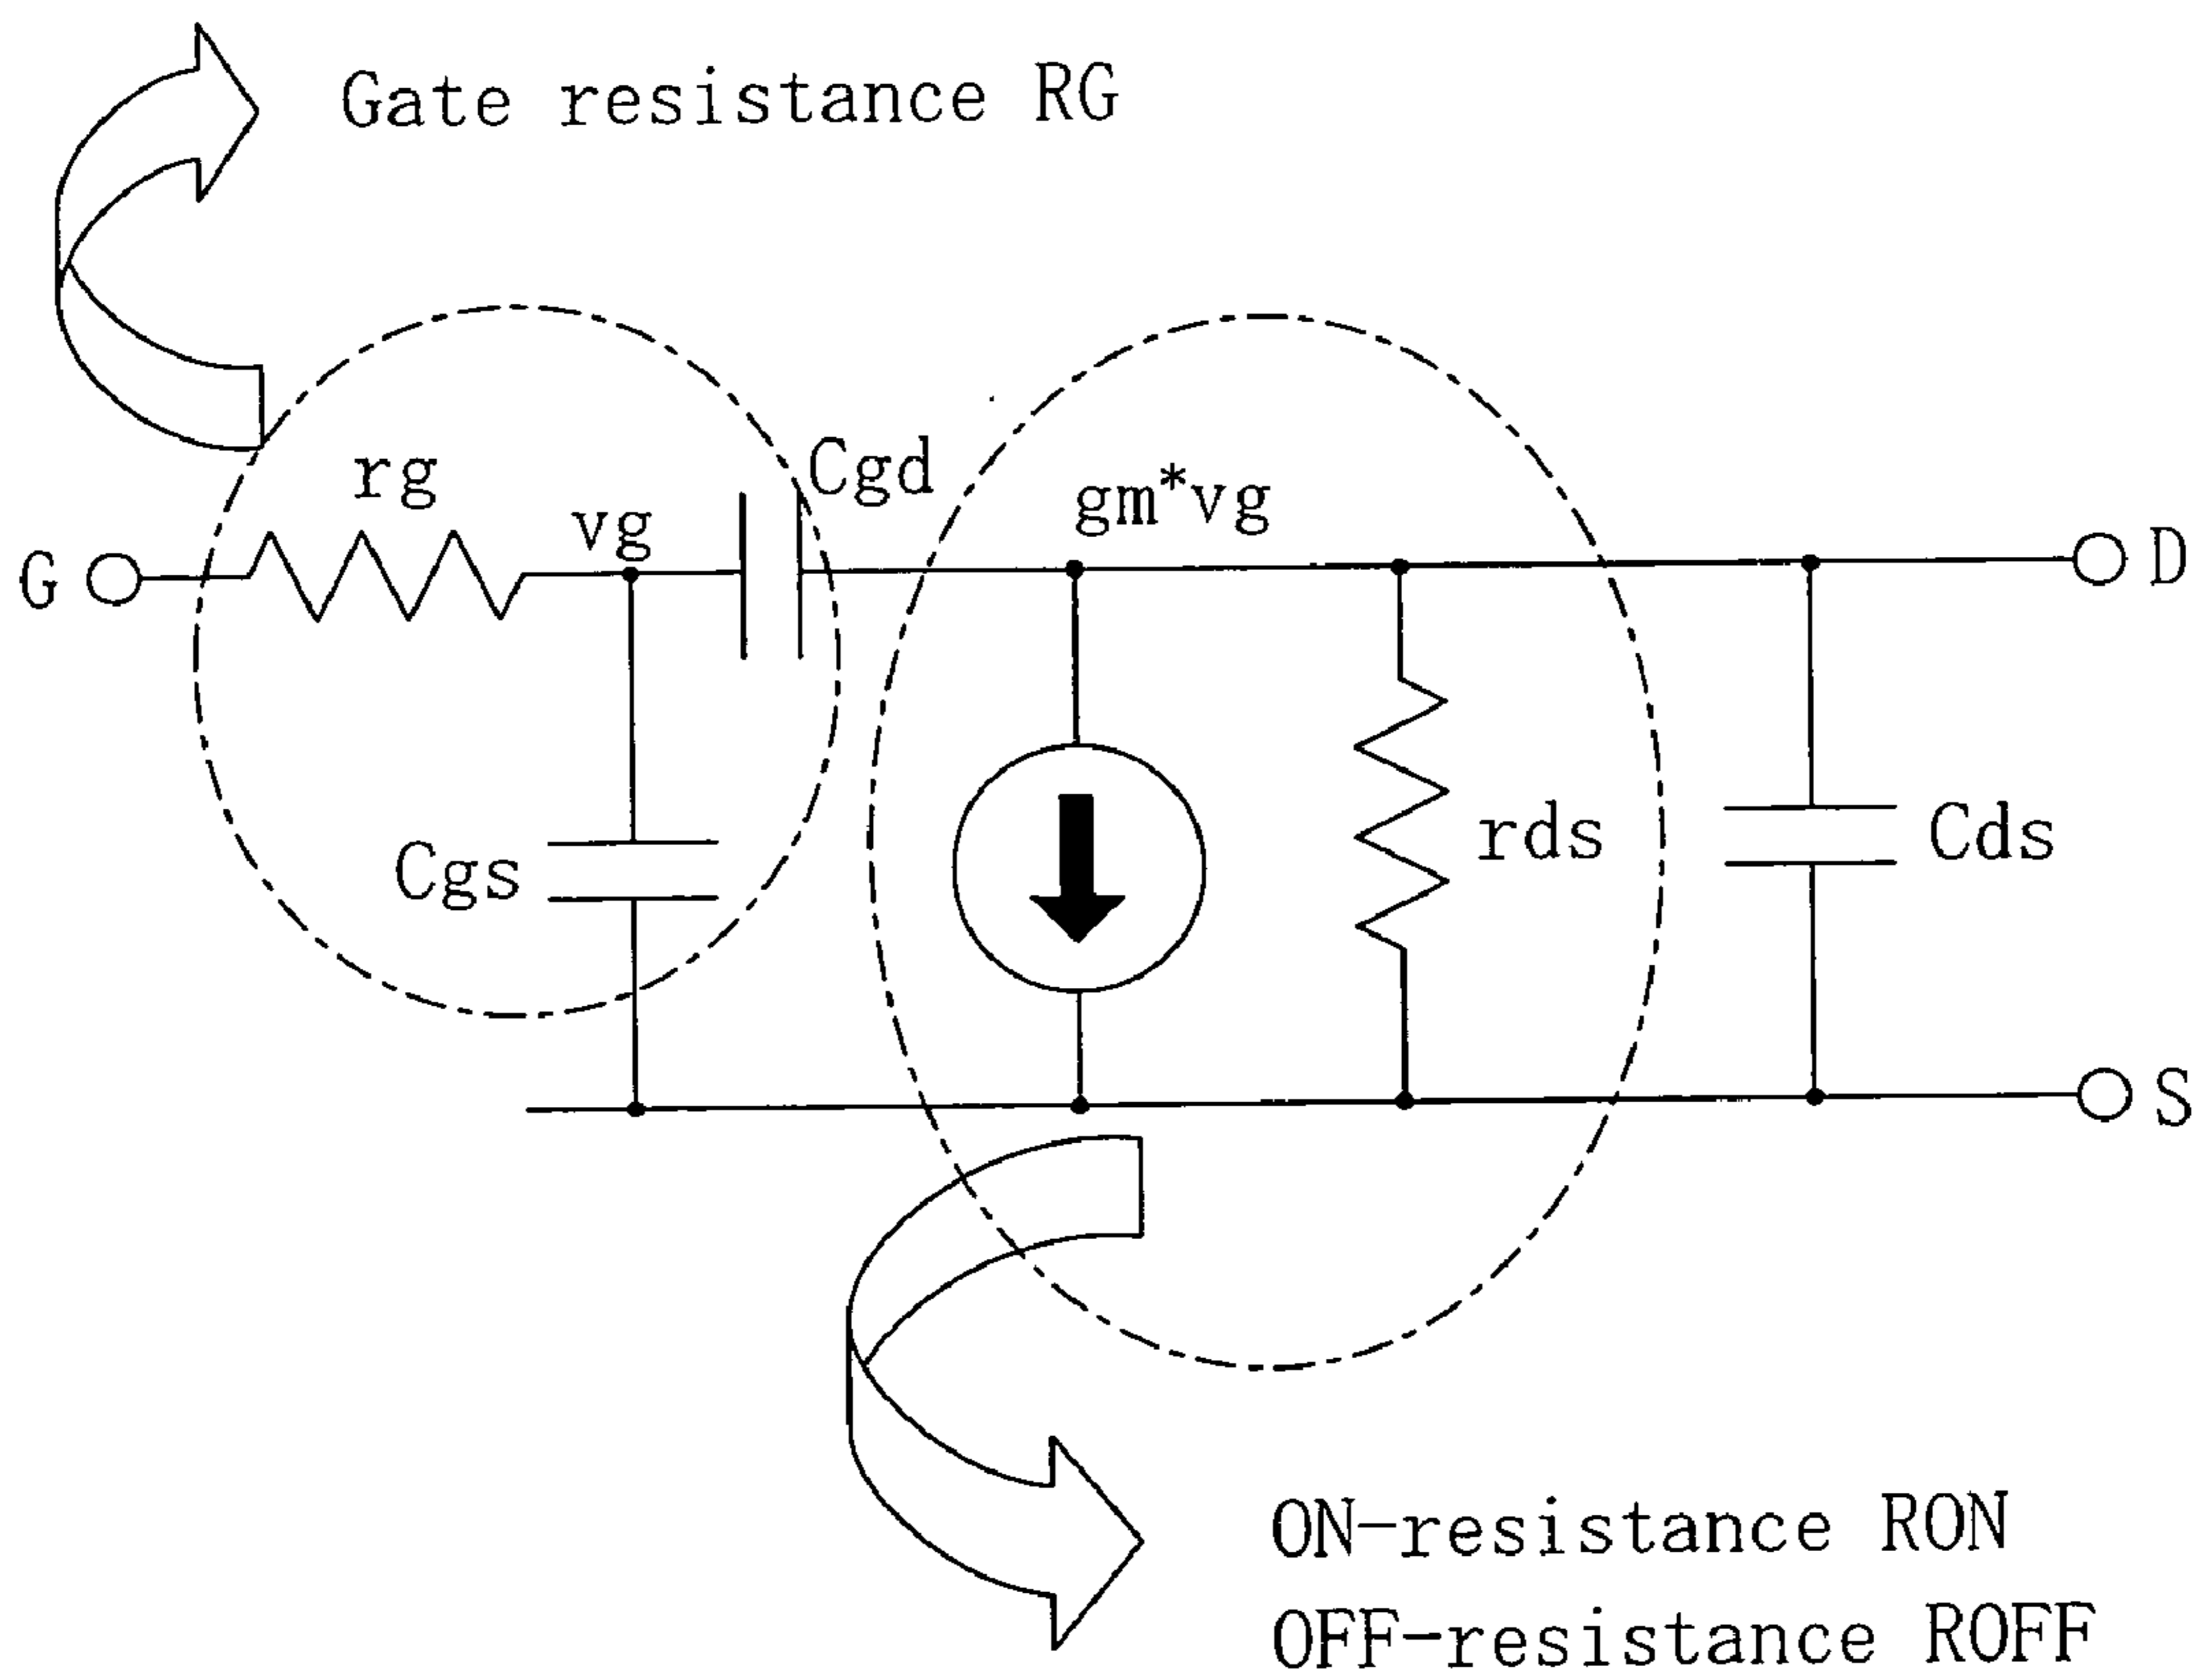 Gate resistance RG
rg
vg
Cgd
gm*vg
G
D
Cgs
rds
Cds
S
ON-resistance RON
OFF-resistance ROFF